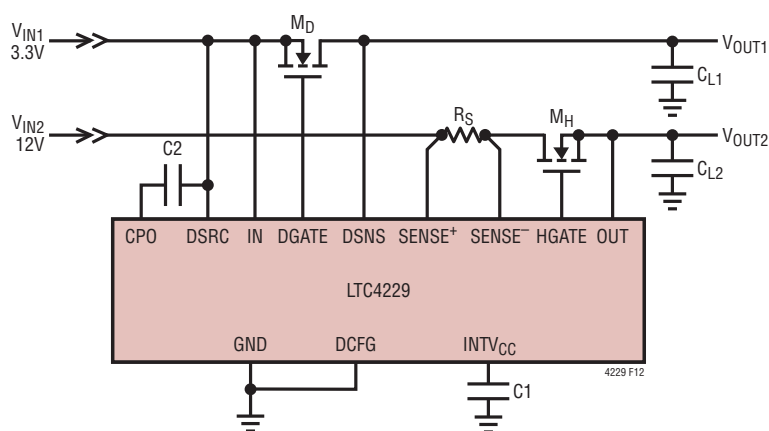 M_D
V_IN1
3.3V
V_OUT1
C_L1
R_S
M_H
V_IN2
12V
V_OUT2
C_L2
C2
CPO DSRC IN DGATE DSNS SENSE⁺ SENSE⁻ HGATE OUT
LTC4229
GND DCFG INTV_CC
4229 F12
C1